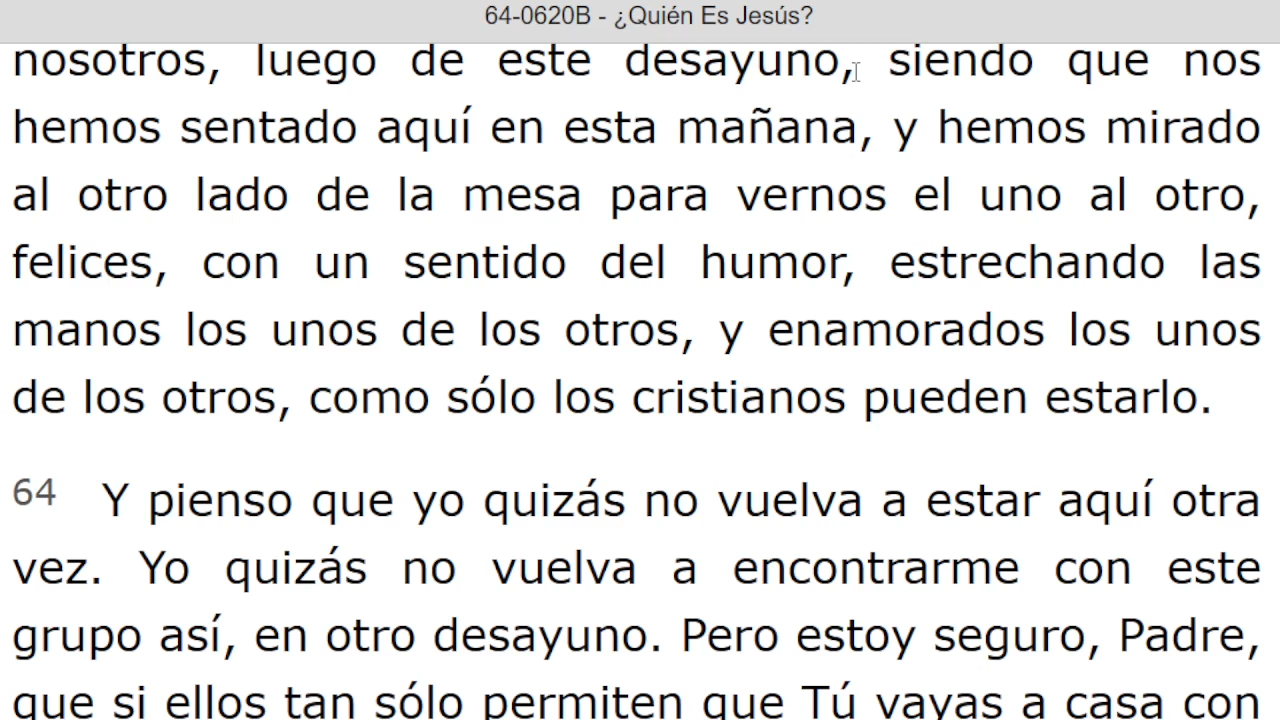 64-0620B - ¿Quién Es Jesús?
nosotros, luego de este desayuno, siendo que nos
hemos sentado aquí en esta mañana, y hemos mirado
al otro lado de la mesa para vernos el uno al otro,
felices, con un sentido del humor, estrechando las
manos los unos de los otros, y enamorados los unos
de los otros, como sólo los cristianos pueden estarlo.
64 Y pienso que yo quizás no vuelva a estar aquí otra
vez. Yo quizás no vuelva a encontrarme con este
grupo así, en otro desayuno. Pero estoy seguro, Padre,
que si ellos tan sólo permiten que Tú vayas a casa con